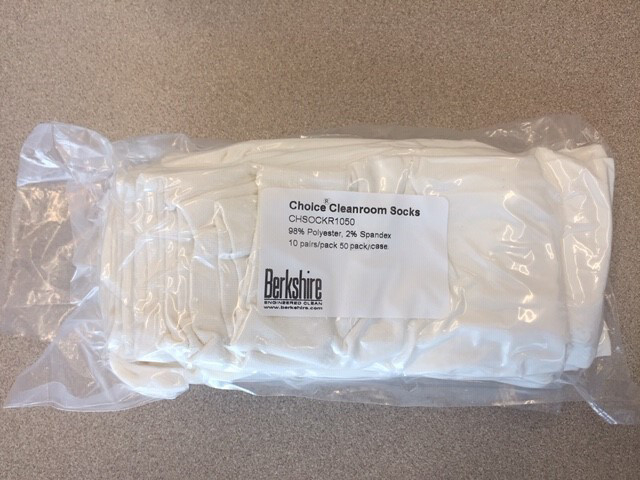 Choice® Cleanroom Socks
CHSOCKR1050
98% Polyester, 2% Spandex
10 pairs/pack 50 pack/case
Berkshire
ENGINEERED CLEAN
www.berkshire.com